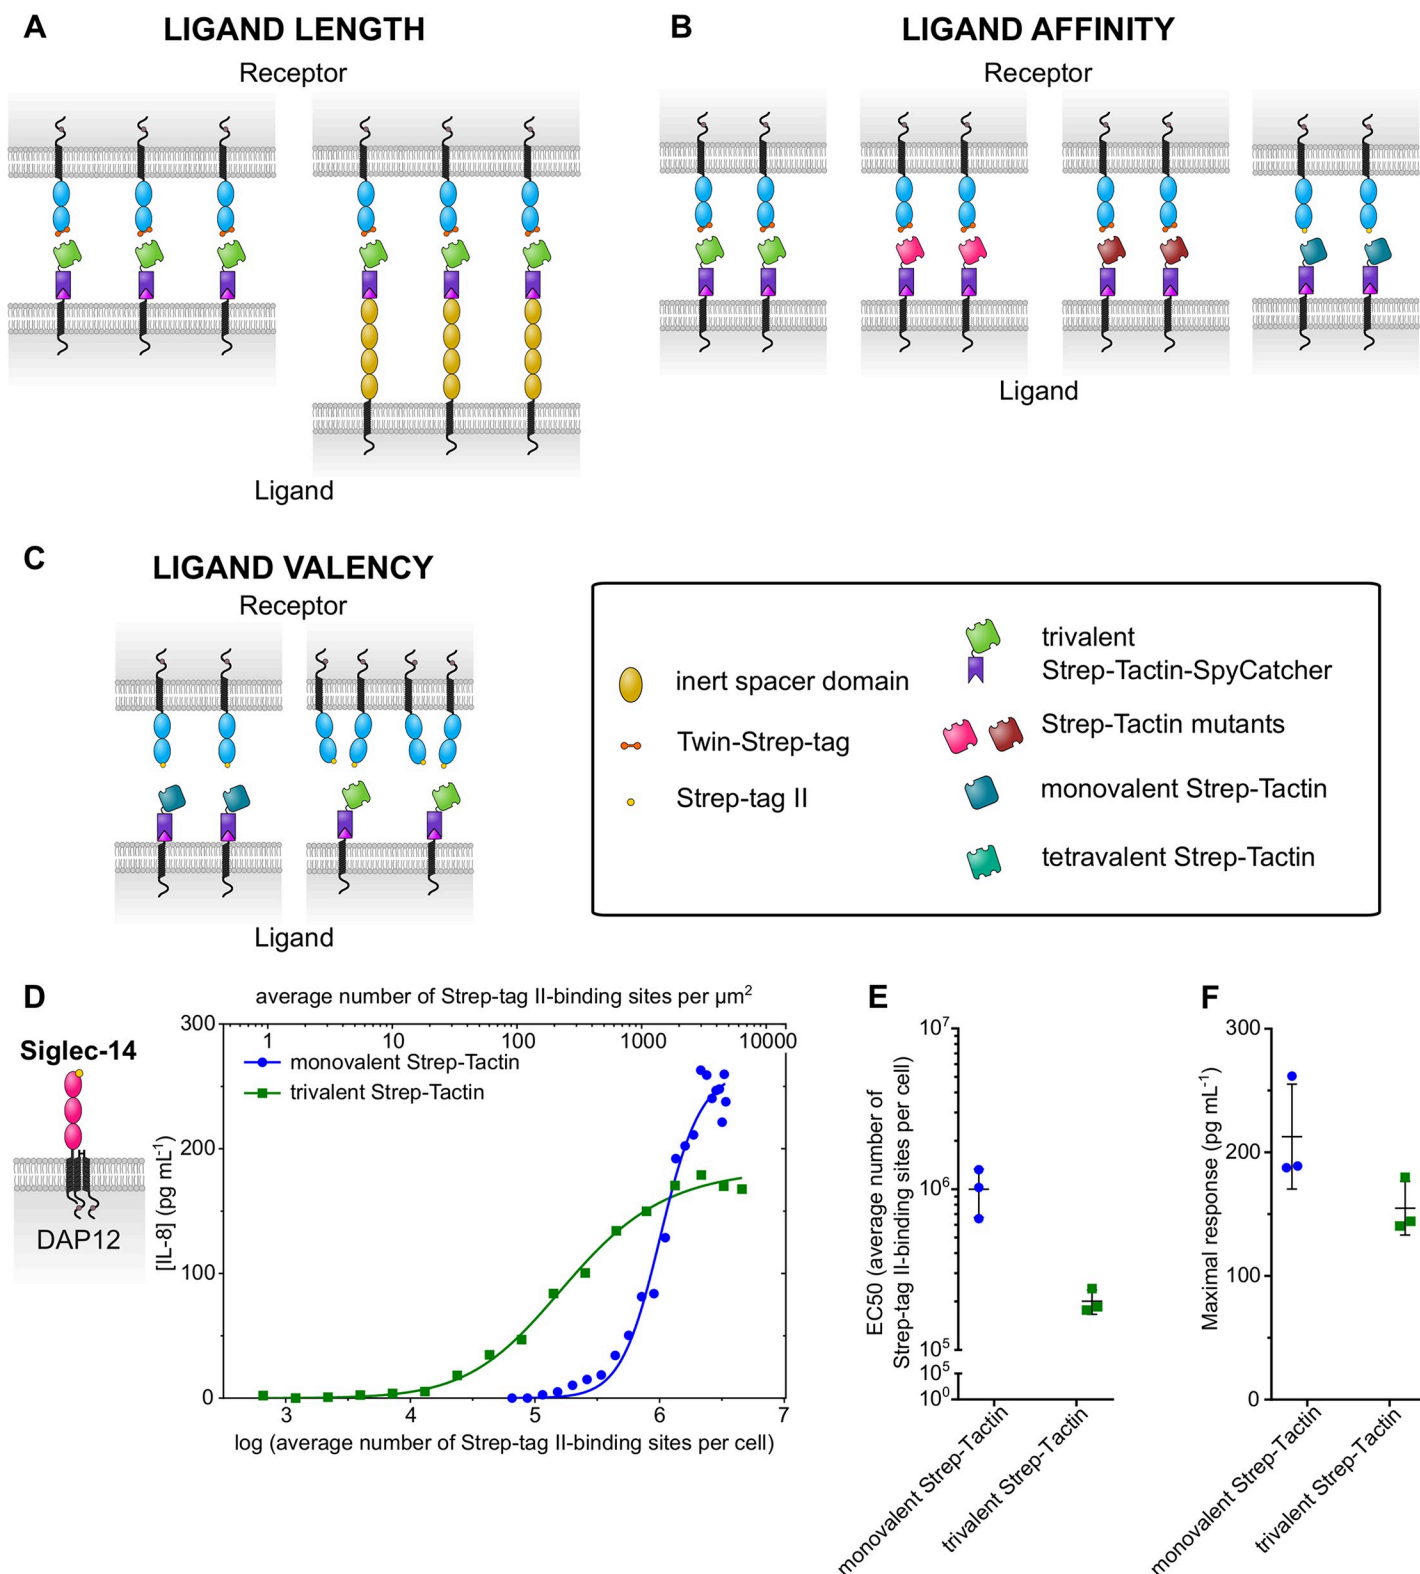 A
LIGAND LENGTH
Receptor
Ligand
B
LIGAND AFFINITY
Receptor
Ligand
C
LIGAND VALENCY
Receptor
Ligand
inert spacer domain
Twin-Strep-tag
Strep-tag II
trivalent
Strep-Tactin-SpyCatcher
Strep-Tactin mutants
monovalent Strep-Tactin
tetravalent Strep-Tactin
D
Siglec-14
DAP12
average number of Strep-tag II-binding sites per µm²
1 10 100 1000 10000
monovalent Strep-Tactin
trivalent Strep-Tactin
[IL-8] (pg mL⁻¹)
300
200
100
0
3 4 5 6 7
log (average number of Strep-tag II-binding sites per cell)
E
EC50 (average number of
Strep-tag II-binding sites per cell)
10⁷
10⁶
10⁵
10⁵
10⁰
monovalent Strep-Tactin
trivalent Strep-Tactin
F
Maximal response (pg mL⁻¹)
300
200
100
0
monovalent Strep-Tactin
trivalent Strep-Tactin